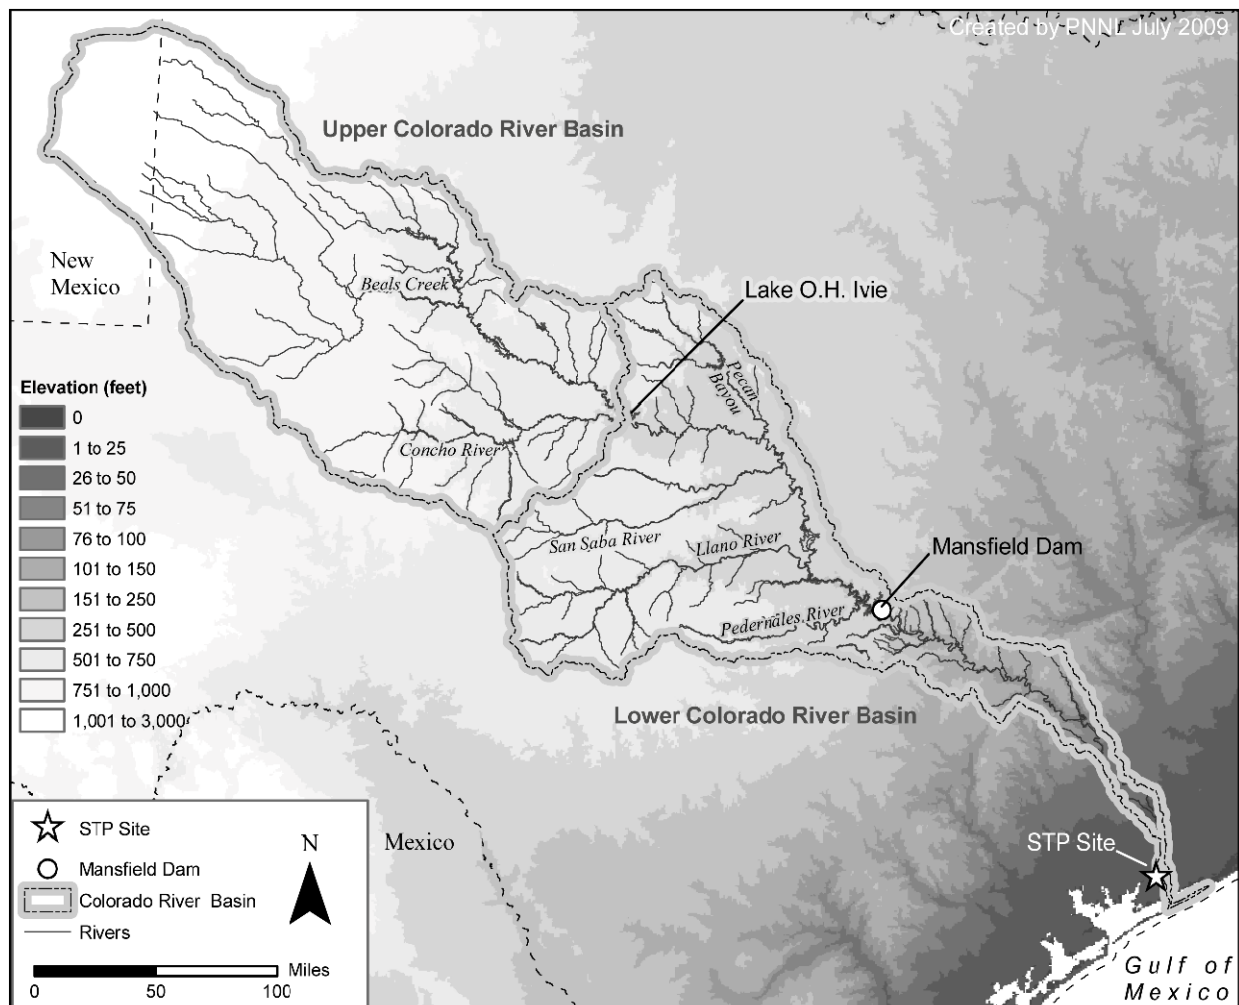 Created by PNNL July 2009
Upper Colorado River Basin
New
Mexico
Beals Creek
Lake O.H. Ivie
Pecan
Bayou
Elevation (feet)
0
1 to 25
26 to 50
51 to 75
76 to 100
101 to 150
151 to 250
251 to 500
501 to 750
751 to 1,000
1,001 to 3,000
Concho River
San Saba River
Llano River
Mansfield Dam
Pedernales River
Lower Colorado River Basin
Mexico
STP Site
STP Site
Mansfield Dam
Colorado River Basin
Rivers
N
0
50
100
Miles
Gulf of
Mexico